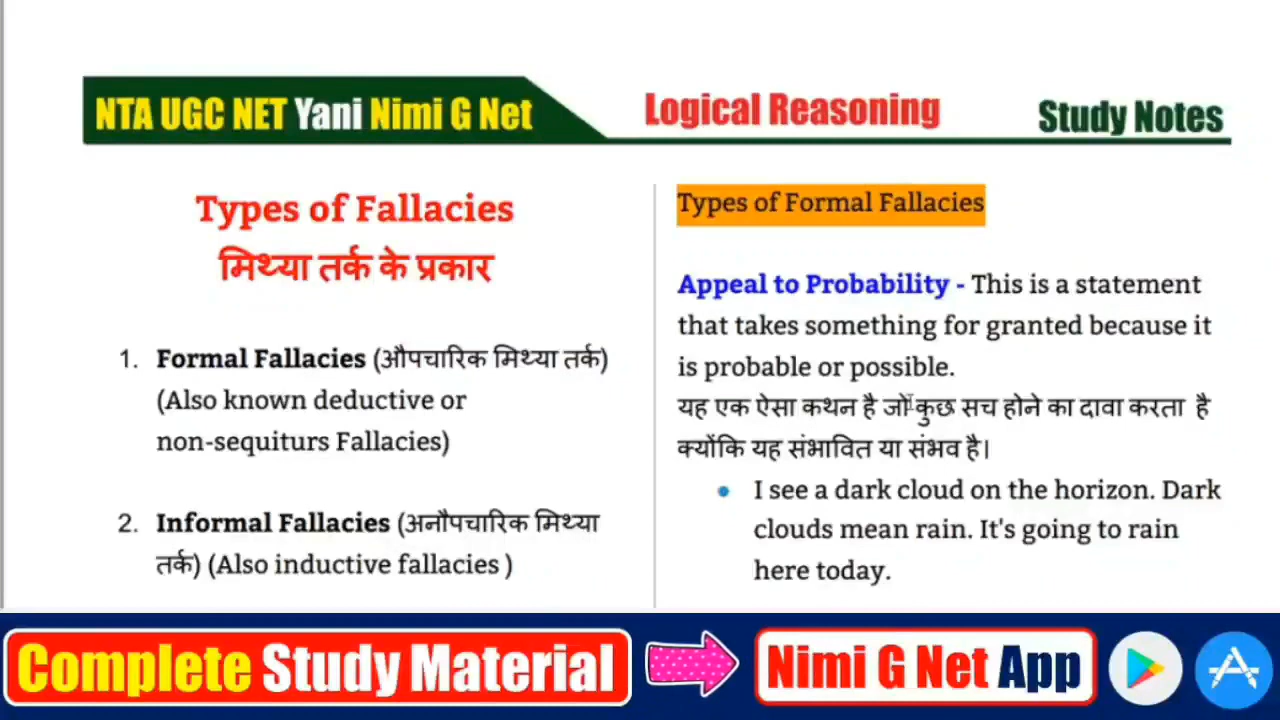 NTA UGC NET Yani Nimi G Net
Logical Reasoning
Study Notes
Types of Fallacies
मिथ्या तर्क के प्रकार
1. Formal Fallacies (औपचारिक मिथ्या तर्क)
(Also known deductive or
non-sequiturs Fallacies)
2. Informal Fallacies (अनौपचारिक मिथ्या
तर्क) (Also inductive fallacies )
Types of Formal Fallacies
Appeal to Probability - This is a statement
that takes something for granted because it
is probable or possible.
यह एक ऐसा कथन है जो कुछ सच होने का दावा करता है
क्योंकि यह संभावित या संभव है।
• I see a dark cloud on the horizon. Dark
clouds mean rain. It's going to rain
here today.
Complete Study Material
Nimi G Net App